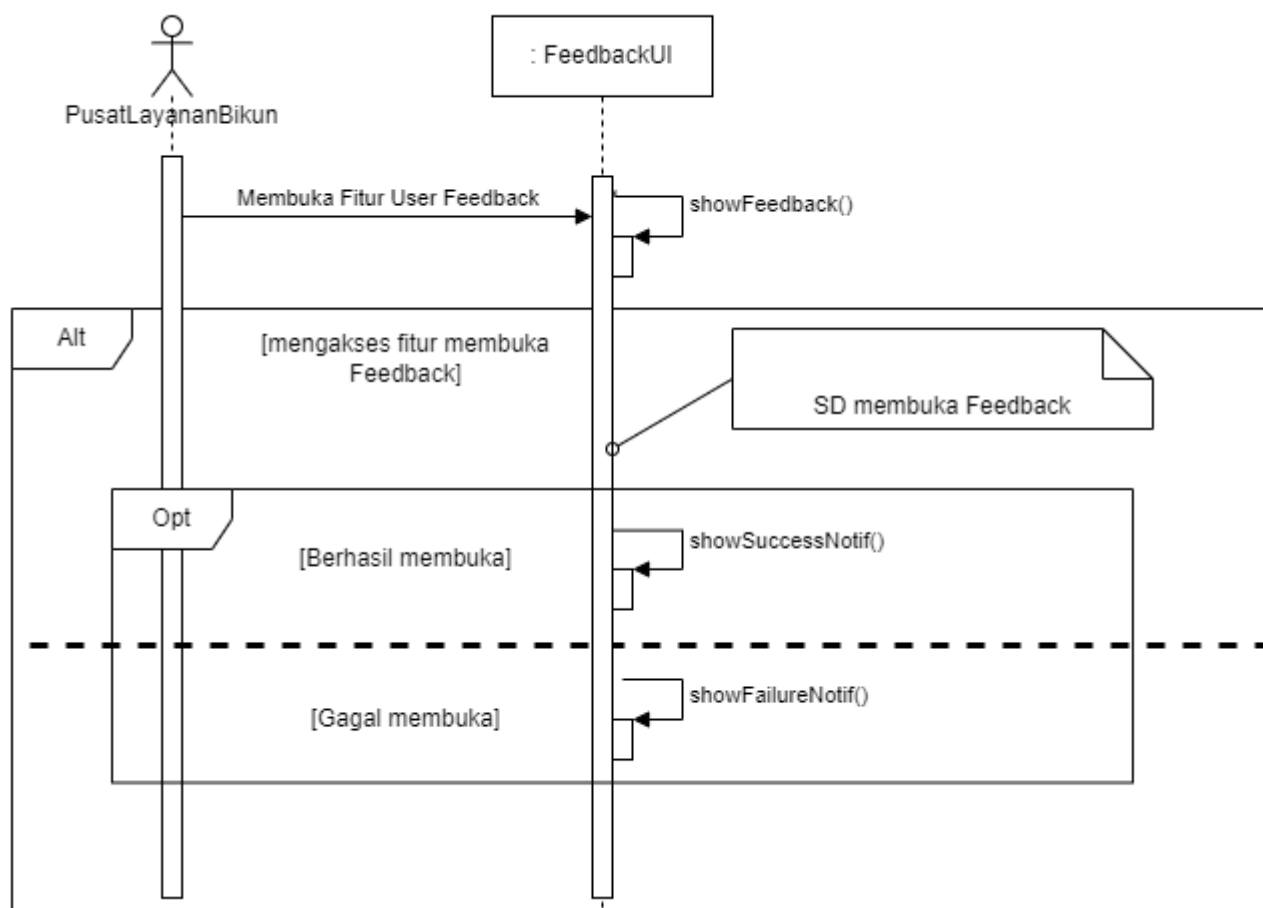 : FeedbackUI
PusatLayananBikun
Membuka Fitur User Feedback
showFeedback()
Alt
[mengakses fitur membuka
Feedback]
SD membuka Feedback
Opt
[Berhasil membuka]
showSuccessNotif()
[Gagal membuka]
showFailureNotif()